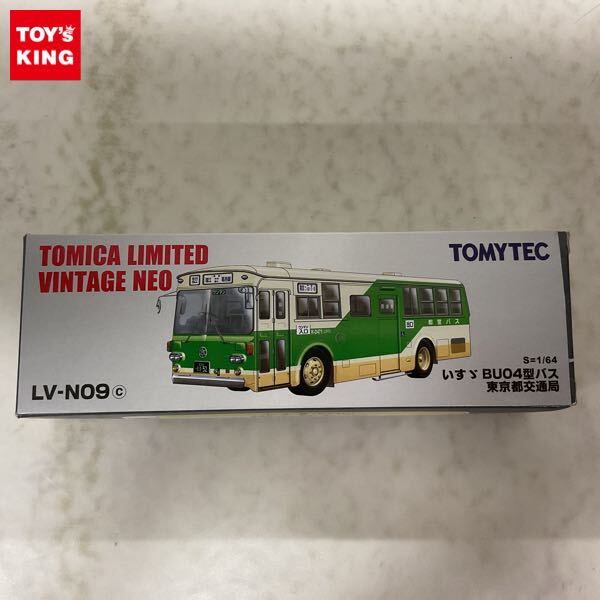 TOY's
KING
TOMICA LIMITED
VINTAGE NEO
TOMYTEC
S=1/64
LV-N09 c
いすゞBU04型バス
東京都交通局
都営バス